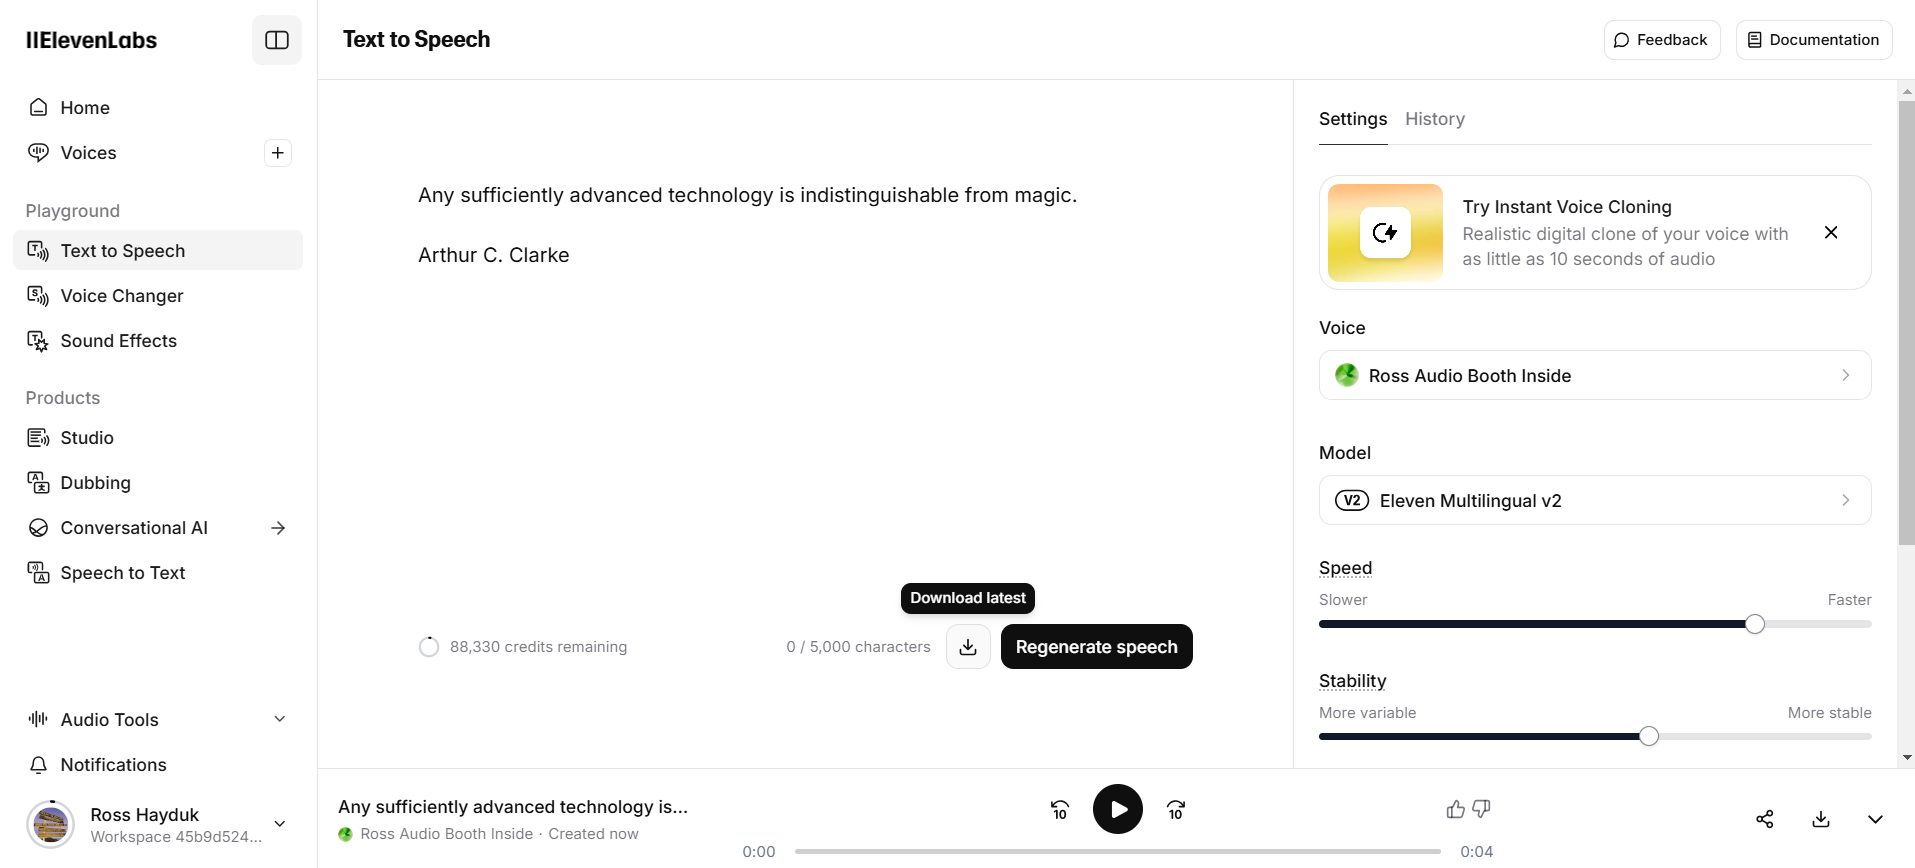 IIElevenLabs
Text to Speech
Feedback
Documentation
Home
Voices
Playground
Text to Speech
Voice Changer
Sound Effects
Products
Studio
Dubbing
Conversational AI
Speech to Text
Audio Tools
Notifications
Ross Hayduk
Workspace 45b9d524...
Any sufficiently advanced technology is indistinguishable from magic.
Arthur C. Clarke
Download latest
88,330 credits remaining
0 / 5,000 characters
Regenerate speech
Settings
History
Try Instant Voice Cloning
Realistic digital clone of your voice with
as little as 10 seconds of audio
Voice
Ross Audio Booth Inside
Model
V2 Eleven Multilingual v2
Speed
Slower
Faster
Stability
More variable
More stable
Any sufficiently advanced technology is...
Ross Audio Booth Inside · Created now
10
10
0:00
0:04